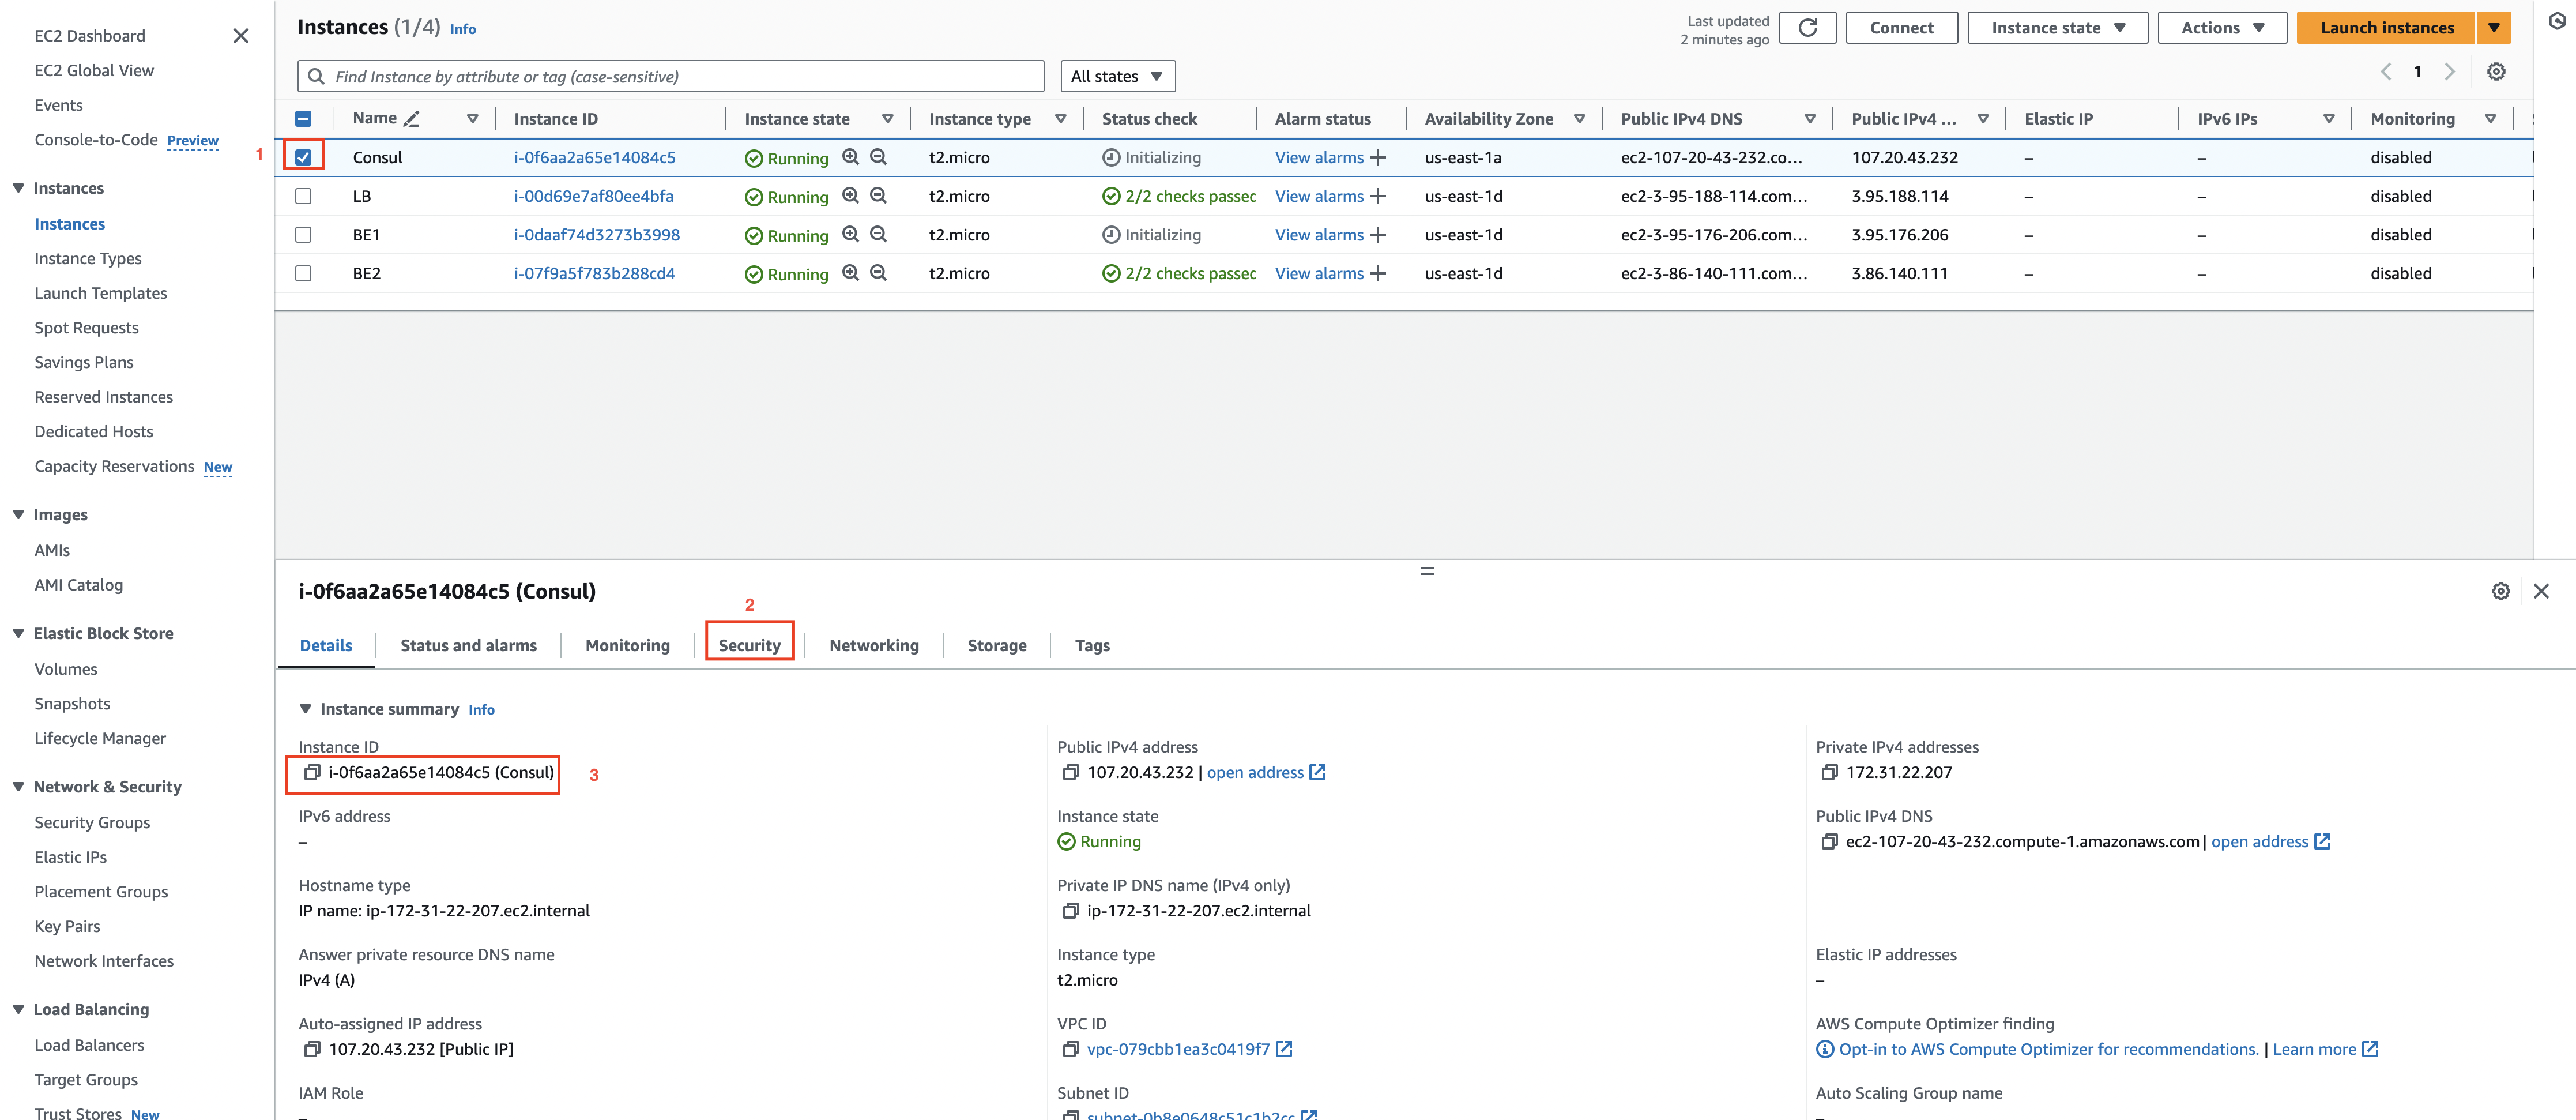 EC2 Dashboard
EC2 Global View
Events
Console-to-Code Preview
Instances
Instances
Instance Types
Launch Templates
Spot Requests
Savings Plans
Reserved Instances
Dedicated Hosts
Capacity Reservations New
Images
AMIs
AMI Catalog
Elastic Block Store
Volumes
Snapshots
Lifecycle Manager
Network & Security
Security Groups
Elastic IPs
Placement Groups
Key Pairs
Network Interfaces
Load Balancing
Load Balancers
Target Groups
Trust Stores New
Instances (1/4) Info
Last updated
2 minutes ago
Connect
Instance state
Actions
Launch instances
Find Instance by attribute or tag (case-sensitive)
All states
1
Name Instance ID Instance state Instance type Status check Alarm status Availability Zone Public IPv4 DNS Public IPv4 ... Elastic IP IPv6 IPs Monitoring
1 Consul i-0f6aa2a65e14084c5 Running t2.micro Initializing View alarms us-east-1a ec2-107-20-43-232.co... 107.20.43.232 – – disabled
LB i-00d69e7af80ee4bfa Running t2.micro 2/2 checks passec View alarms us-east-1d ec2-3-95-188-114.com... 3.95.188.114 – – disabled
BE1 i-0daaf74d3273b3998 Running t2.micro Initializing View alarms us-east-1d ec2-3-95-176-206.com... 3.95.176.206 – – disabled
BE2 i-07f9a5f783b288cd4 Running t2.micro 2/2 checks passec View alarms us-east-1d ec2-3-86-140-111.com... 3.86.140.111 – – disabled
i-0f6aa2a65e14084c5 (Consul)
2
Details Status and alarms Monitoring Security Networking Storage Tags
Instance summary Info
Instance ID
i-0f6aa2a65e14084c5 (Consul) 3
Public IPv4 address
107.20.43.232 | open address
Private IPv4 addresses
172.31.22.207
IPv6 address
–
Instance state
Running
Public IPv4 DNS
ec2-107-20-43-232.compute-1.amazonaws.com | open address
Hostname type
IP name: ip-172-31-22-207.ec2.internal
Private IP DNS name (IPv4 only)
ip-172-31-22-207.ec2.internal
Answer private resource DNS name
IPv4 (A)
Instance type
t2.micro
Elastic IP addresses
–
Auto-assigned IP address
107.20.43.232 [Public IP]
VPC ID
vpc-079cbb1ea3c0419f7
AWS Compute Optimizer finding
Opt-in to AWS Compute Optimizer for recommendations. | Learn more
IAM Role
–
Subnet ID
subnet-0b8e0648c51c1b2cc
Auto Scaling Group name
–